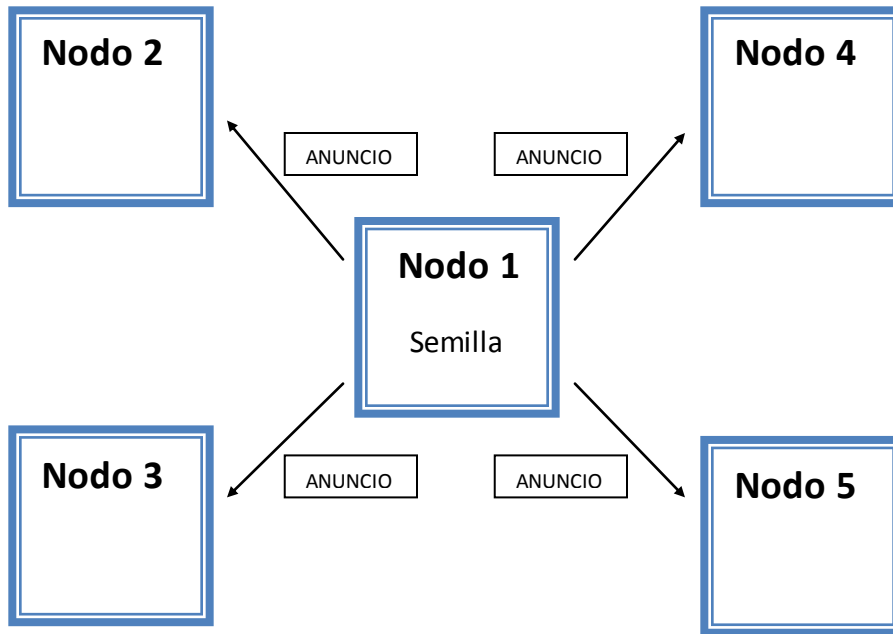 Nodo 2
Nodo 4
ANUNCIO
ANUNCIO
Nodo 1
Semilla
Nodo 3
ANUNCIO
ANUNCIO
Nodo 5